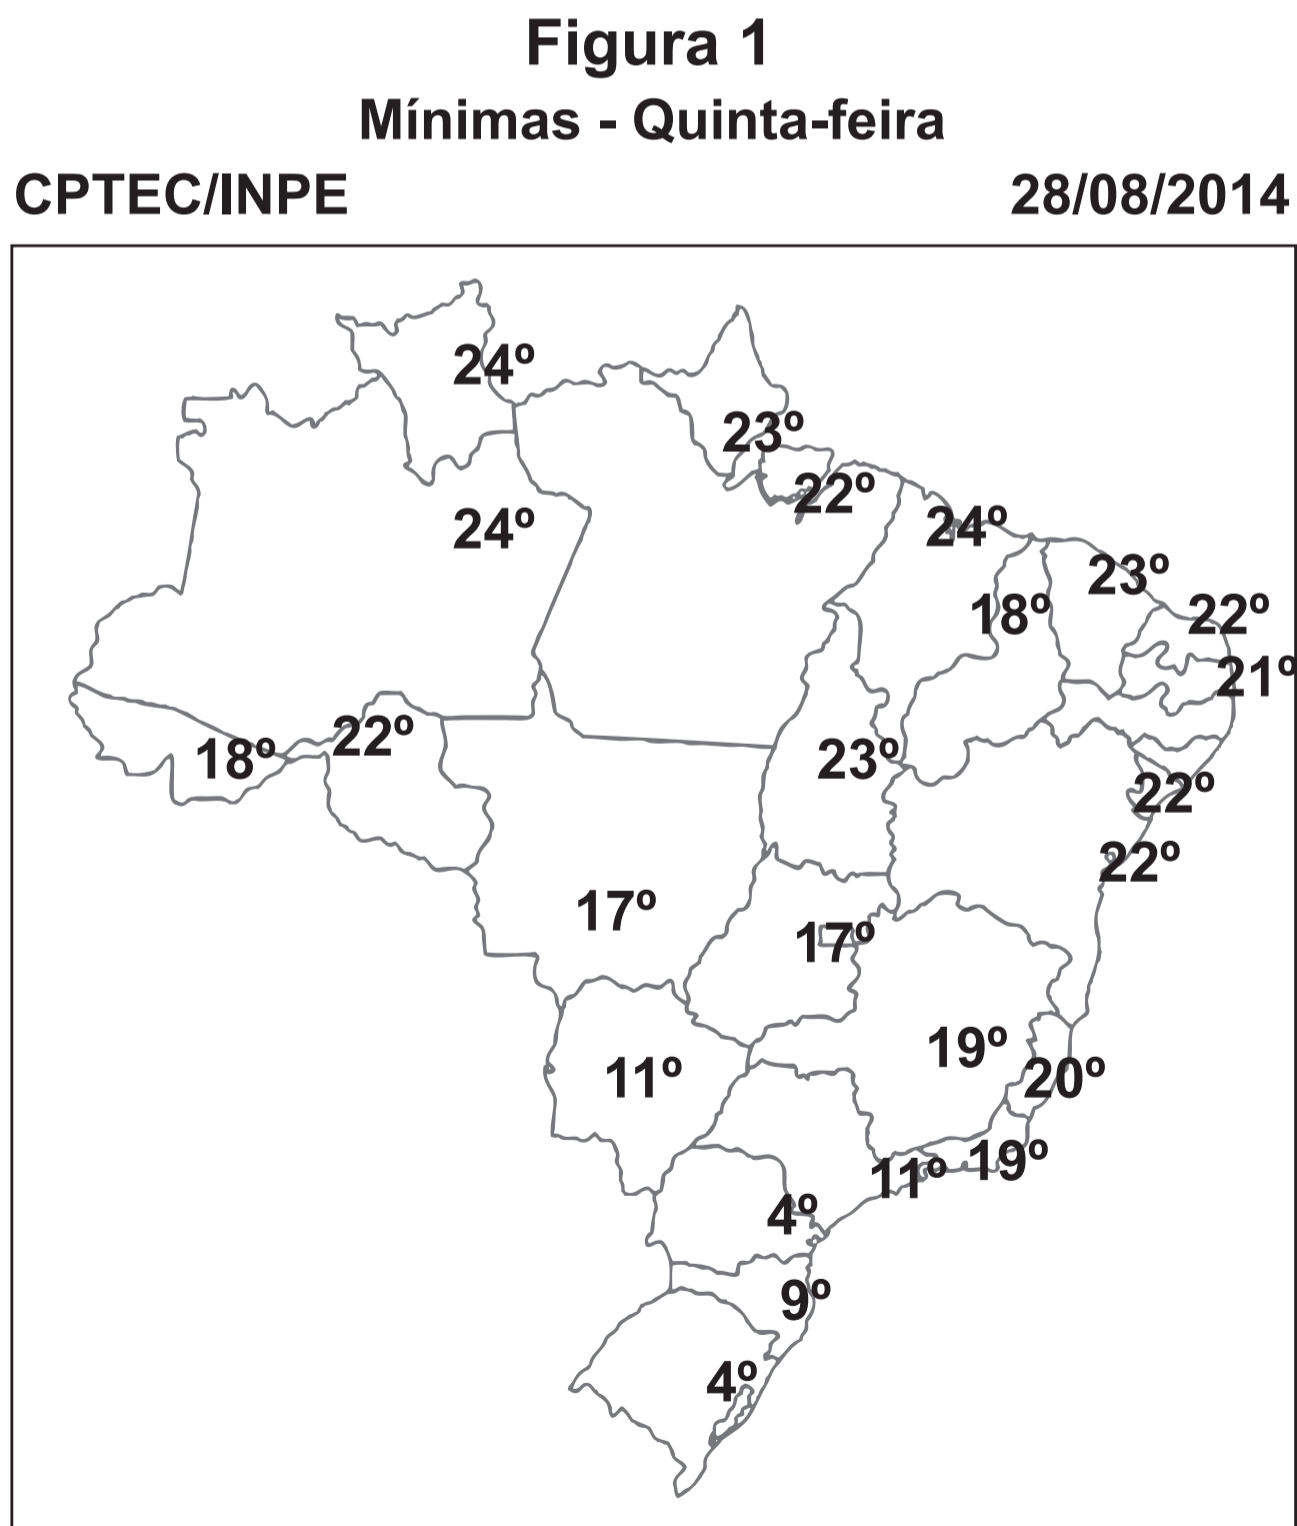 Figura 1
Mínimas - Quinta-feira
CPTEC/INPE 28/08/2014
24º
23º
22º
24º
24º
23º
18º
22º
21º
22º
18º
23º
22º
22º
17º
17º
19º
11º
20º
19º
11º
4º
9º
4º